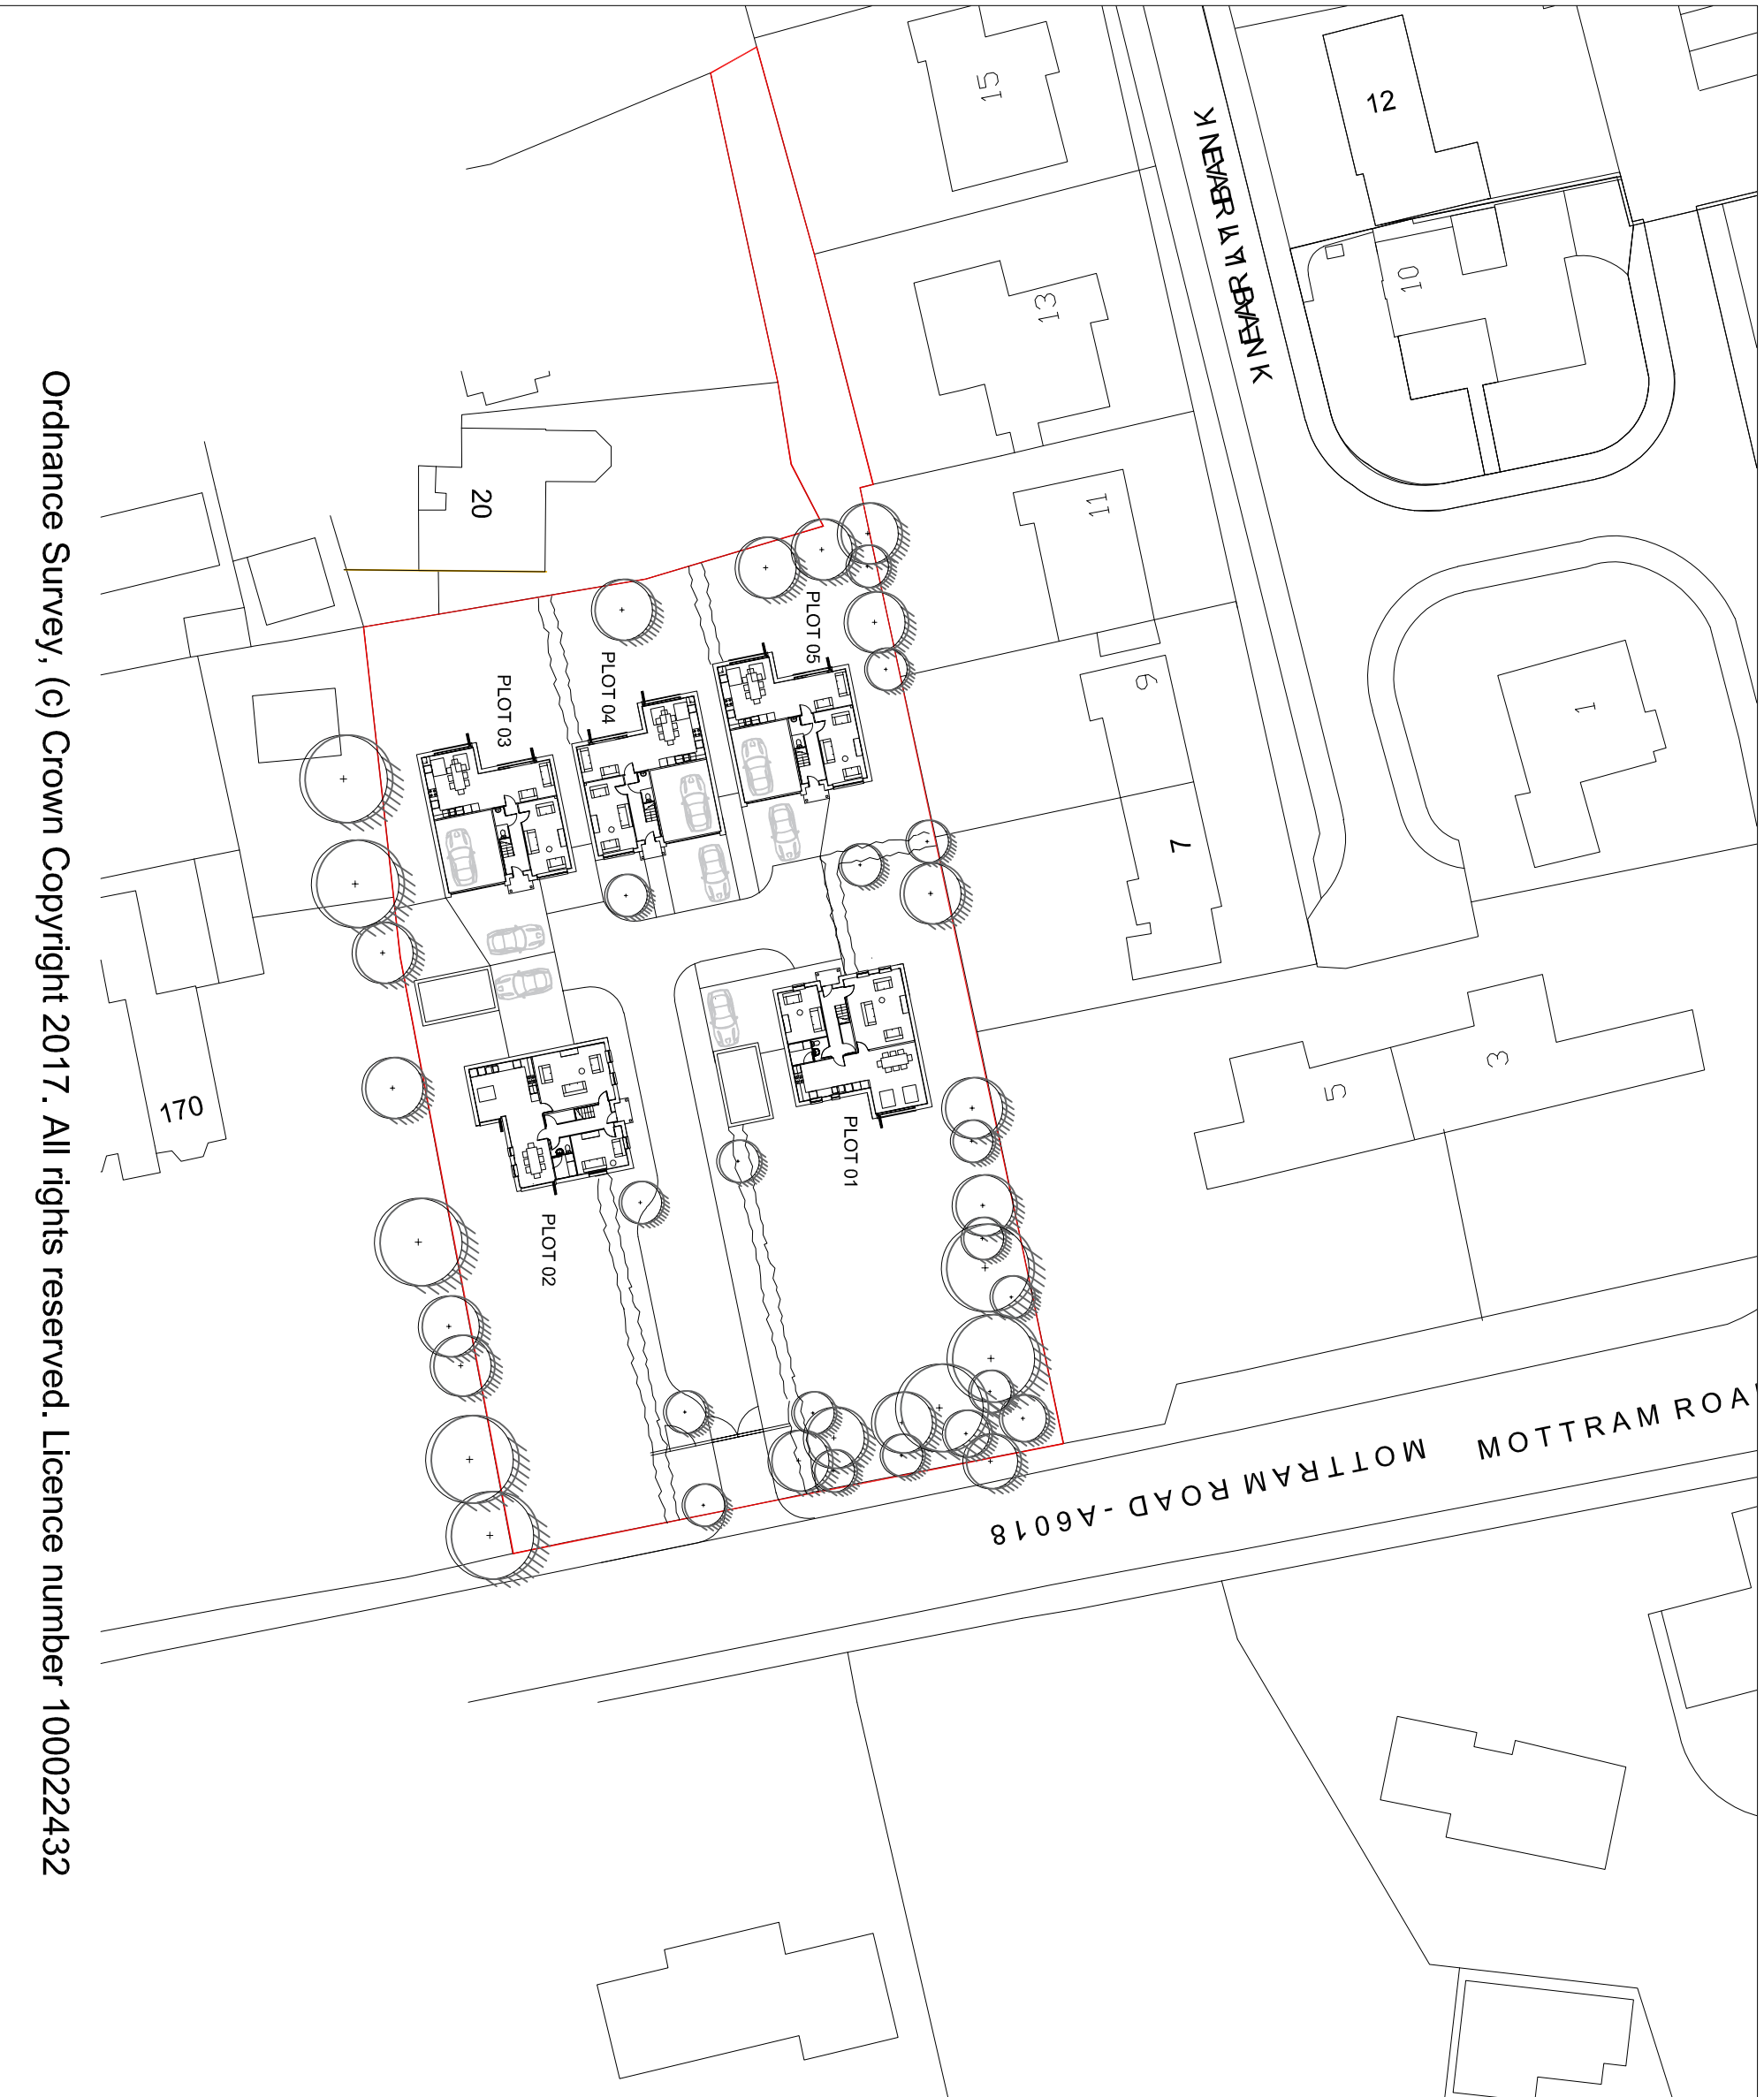 15
12
10
13
11
9
7
1
5
3
20
170
PLOT 05
PLOT 04
PLOT 03
PLOT 01
PLOT 02
MOTTRAM ROAD - A6018
MOTTRAM ROA
Ordnance Survey, (c) Crown Copyright 2017. All rights reserved. Licence number 100022432